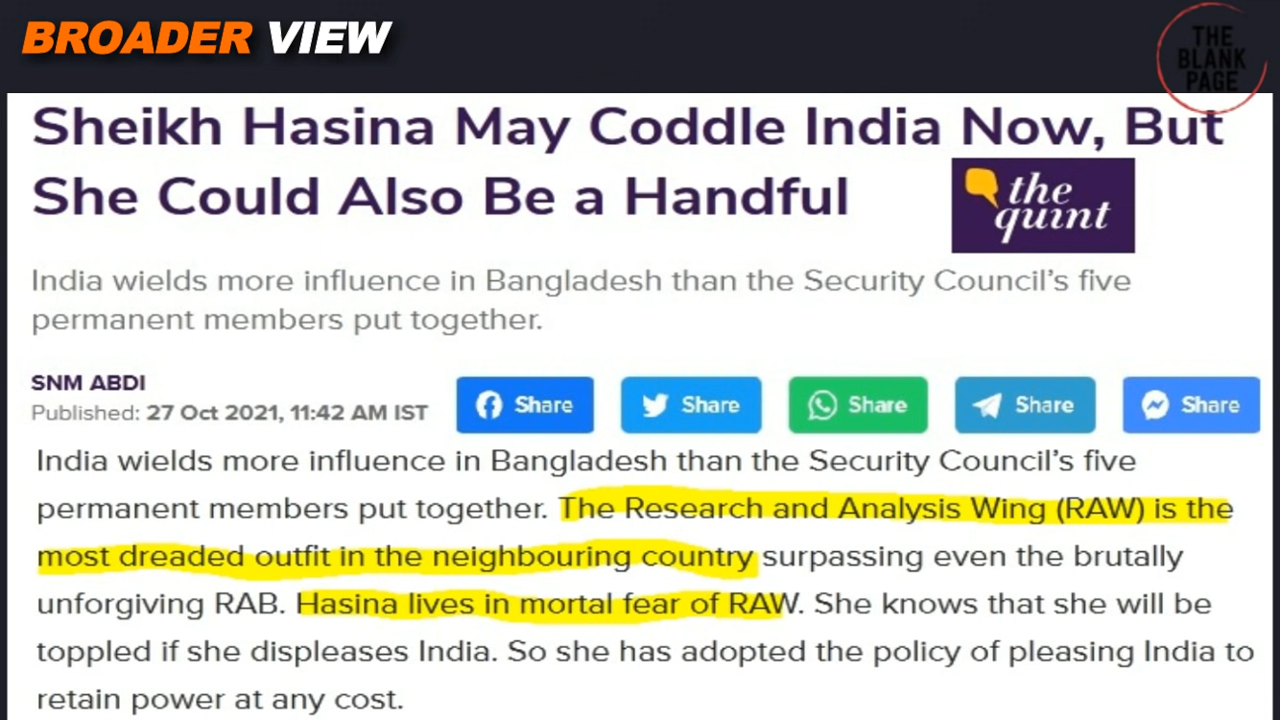 BROADER VIEW
THE
BLANK
PAGE
Sheikh Hasina May Coddle India Now, But
She Could Also Be a Handful
the
quint
India wields more influence in Bangladesh than the Security Council's five
permanent members put together.
SNM ABDI
Published: 27 Oct 2021, 11:42 AM IST
Share
Share
Share
Share
Share
India wields more influence in Bangladesh than the Security Council's five
permanent members put together. The Research and Analysis Wing (RAW) is the
most dreaded outfit in the neighbouring country surpassing even the brutally
unforgiving RAB. Hasina lives in mortal fear of RAW. She knows that she will be
toppled if she displeases India. So she has adopted the policy of pleasing India to
retain power at any cost.